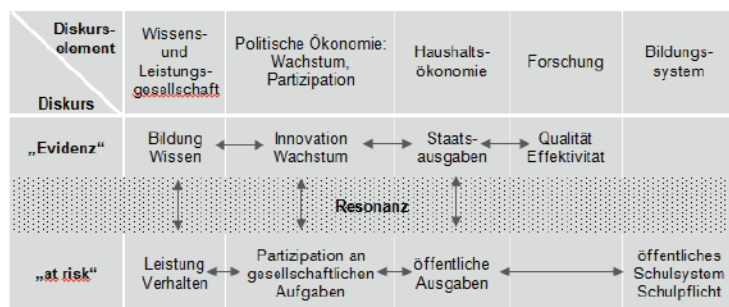 Diskurs-
element
Diskurs
Wissens-
und
Leistungs-
gesellschaft
Politische Ökonomie:
Wachstum,
Partizipation
Haushalts-
ökonomie
Forschung
Bildungs-
system
„Evidenz“
Bildung
Wissen
Innovation
Wachstum
Staats-
ausgaben
Qualität
Effektivität
Resonanz
„at risk“
Leistung
Verhalten
Partizipation an
gesellschaftlichen
Aufgaben
öffentliche
Ausgaben
öffentliches
Schulsystem
Schulpflicht